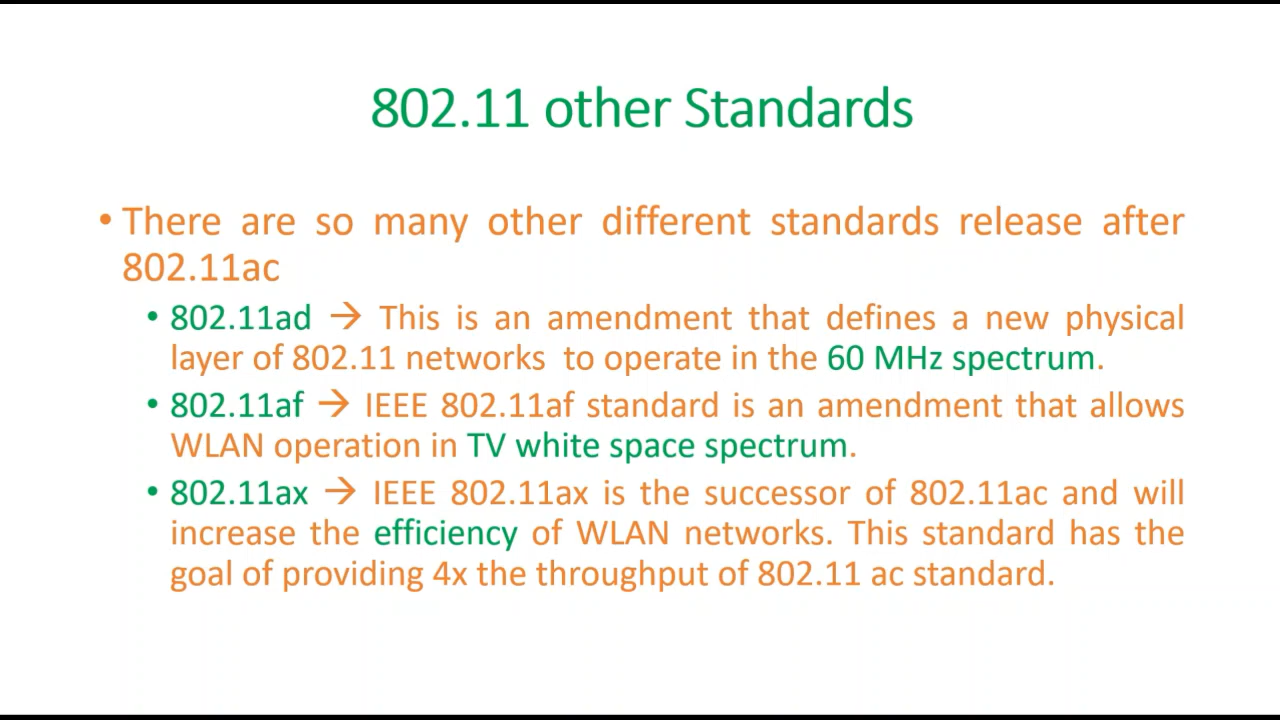 802.11 other Standards
• There are so many other different standards release after
802.11ac
• 802.11ad → This is an amendment that defines a new physical
layer of 802.11 networks to operate in the 60 MHz spectrum.
• 802.11af → IEEE 802.11af standard is an amendment that allows
WLAN operation in TV white space spectrum.
• 802.11ax → IEEE 802.11ax is the successor of 802.11ac and will
increase the efficiency of WLAN networks. This standard has the
goal of providing 4x the throughput of 802.11 ac standard.